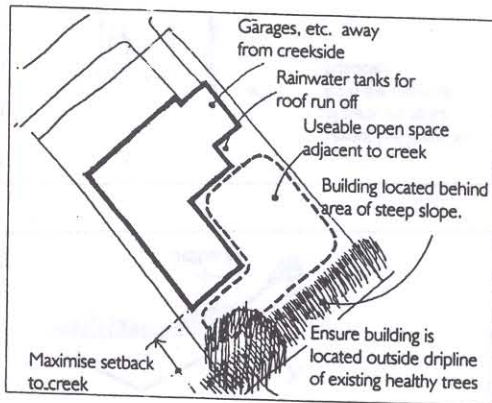 Garages, etc. away
from creekside
Rainwater tanks for
roof run off
Useable open space
adjacent to creek
Building located behind
area of steep slope.
Ensure building is
located outside dripline
of existing healthy trees
Maximise setback
to creek